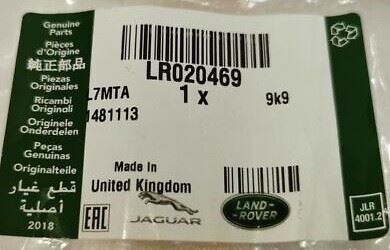 Genuine
Parts
Pièces
d'Origine
純正部品
Piezas
Originales
Ricambi
Originali
Originele
Onderdelen
Peças
Genuinas
Originalteile
قطع غيار
أصلية
2018
LR020469
1 x
9k9
L7MTA
1481113
Made In
United Kingdom
EAC
JAGUAR
LAND-
ROVER
JLR
4001.2